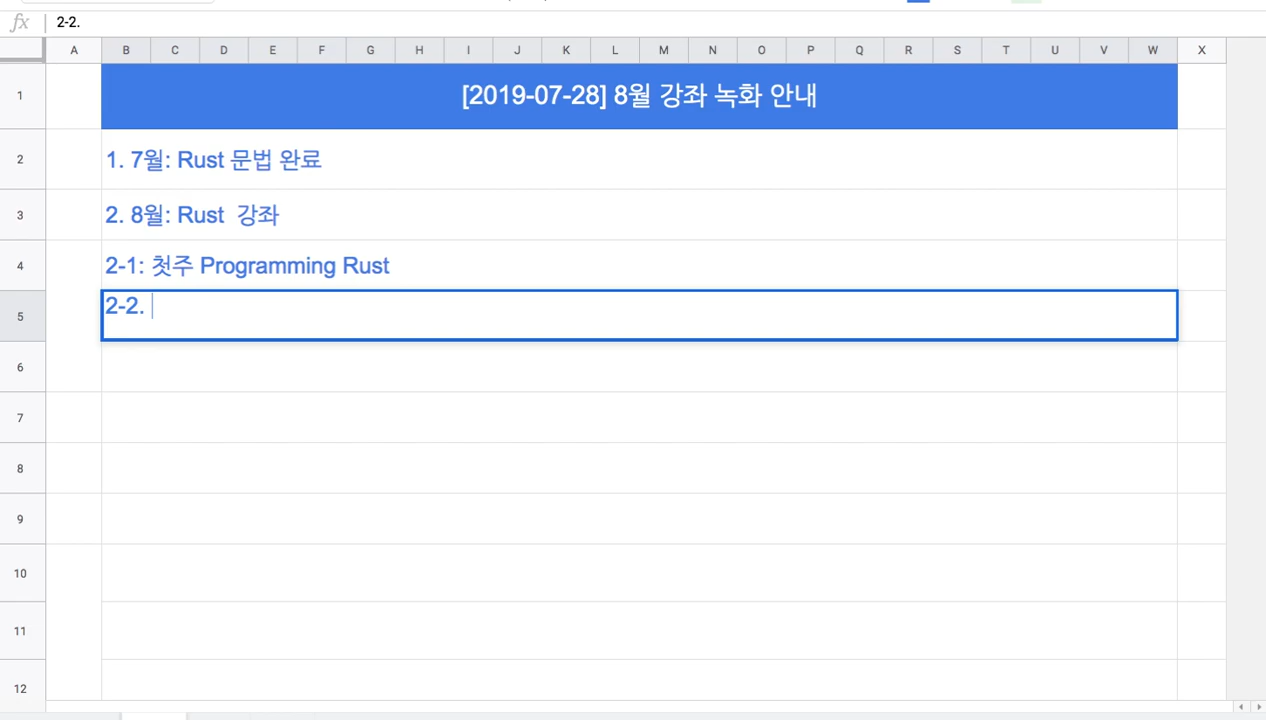 fx 2-2.
A B C D E F G H I J K L M N O P Q R S T U V W X
1 [2019-07-28] 8월 강좌 녹화 안내
2 1. 7월: Rust 문법 완료
3 2. 8월: Rust  강좌
4 2-1: 첫주 Programming Rust
5 2-2.
6
7
8
9
10
11
12